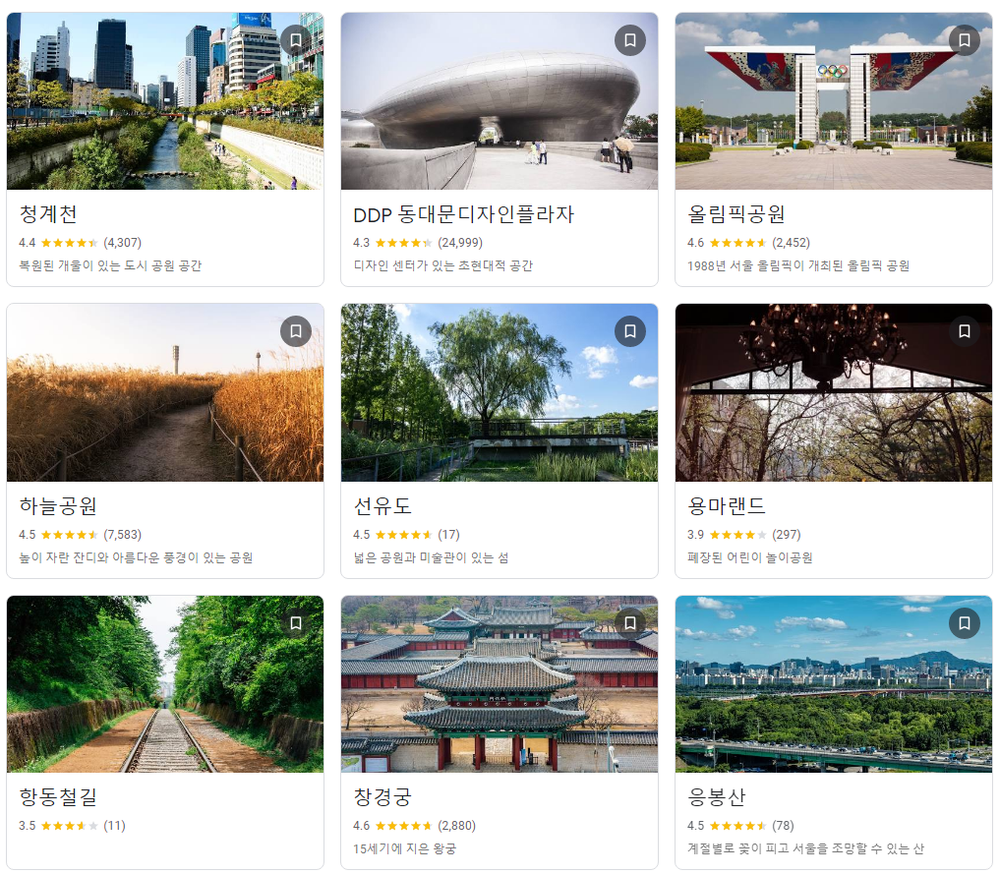 청계천
4.4 (4,307)
복원된 개울이 있는 도시 공원 공간
DDP 동대문디자인플라자
4.3 (24,999)
디자인 센터가 있는 초현대적 공간
올림픽공원
4.6 (2,452)
1988년 서울 올림픽이 개최된 올림픽 공원
하늘공원
4.5 (7,583)
높이 자란 잔디와 아름다운 풍경이 있는 공원
선유도
4.5 (17)
넓은 공원과 미술관이 있는 섬
용마랜드
3.9 (297)
폐장된 어린이 놀이공원
항동철길
3.5 (11)
창경궁
4.6 (2,880)
15세기에 지은 왕궁
응봉산
4.5 (78)
계절별로 꽃이 피고 서울을 조망할 수 있는 산